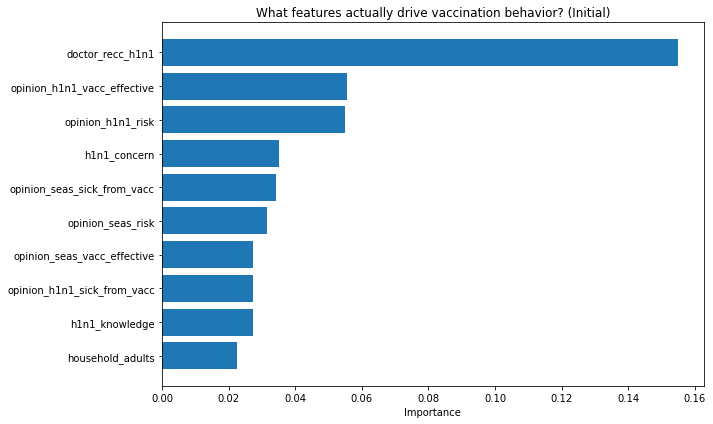 What features actually drive vaccination behavior? (Initial)
doctor_recc_h1n1
opinion_h1n1_vacc_effective
opinion_h1n1_risk
h1n1_concern
opinion_seas_sick_from_vacc
opinion_seas_risk
opinion_seas_vacc_effective
opinion_h1n1_sick_from_vacc
h1n1_knowledge
household_adults
0.00 0.02 0.04 0.06 0.08 0.10 0.12 0.14 0.16
Importance